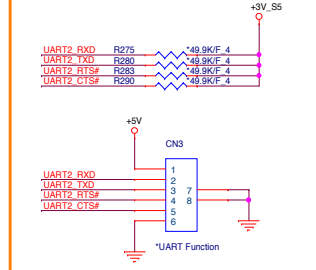 +3V_S5
UART2_RXD R275 *49.9K/F_4
UART2_TXD R280 *49.9K/F_4
UART2_RTS# R283 *49.9K/F_4
UART2_CTS# R290 *49.9K/F_4
+5V
CN3
1
UART2_RXD 2
UART2_TXD 3 7
UART2_RTS# 4 8
UART2_CTS# 5
6
*UART Function